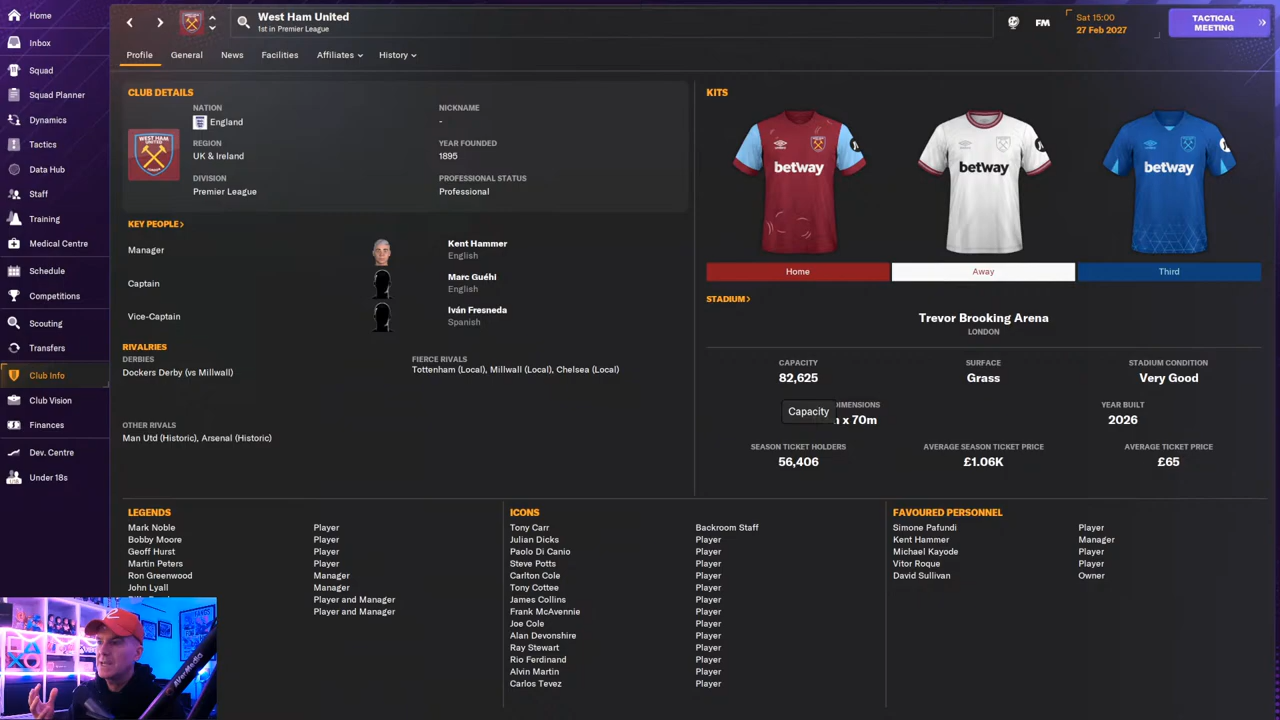 Home
Inbox
Squad
Squad Planner
Dynamics
Tactics
Data Hub
Staff
Training
Medical Centre
Schedule
Competitions
Scouting
Transfers
Club Info
Club Vision
Finances
Dev. Centre
Under 18s
West Ham United
1st in Premier League
FM
Sat 15:00
27 Feb 2027
TACTICAL
MEETING
Profile General News Facilities Affiliates History
CLUB DETAILS
NATION
England
REGION
UK & Ireland
DIVISION
Premier League
NICKNAME
-
YEAR FOUNDED
1895
PROFESSIONAL STATUS
Professional
KEY PEOPLE
Manager
Kent Hammer
English
Captain
Marc Guéhi
English
Vice-Captain
Iván Fresneda
Spanish
RIVALRIES
DERBIES
Dockers Derby (vs Millwall)
FIERCE RIVALS
Tottenham (Local), Millwall (Local), Chelsea (Local)
OTHER RIVALS
Man Utd (Historic), Arsenal (Historic)
KITS
betway
betway
betway
Home
Away
Third
STADIUM
Trevor Brooking Arena
LONDON
CAPACITY
82,625
SURFACE
Grass
STADIUM CONDITION
Very Good
Capacity
DIMENSIONS
x 70m
YEAR BUILT
2026
SEASON TICKET HOLDERS
56,406
AVERAGE SEASON TICKET PRICE
£1.06K
AVERAGE TICKET PRICE
£65
LEGENDS
Mark Noble Player
Bobby Moore Player
Geoff Hurst Player
Martin Peters Player
Ron Greenwood Manager
John Lyall Manager
Player and Manager
Player and Manager
ICONS
Tony Carr Backroom Staff
Julian Dicks Player
Paolo Di Canio Player
Steve Potts Player
Carlton Cole Player
Tony Cottee Player
James Collins Player
Frank McAvennie Player
Joe Cole Player
Alan Devonshire Player
Ray Stewart Player
Rio Ferdinand Player
Alvin Martin Player
Carlos Tevez Player
FAVOURED PERSONNEL
Simone Pafundi Player
Kent Hammer Manager
Michael Kayode Player
Vitor Roque Player
David Sullivan Owner
AVerMedia